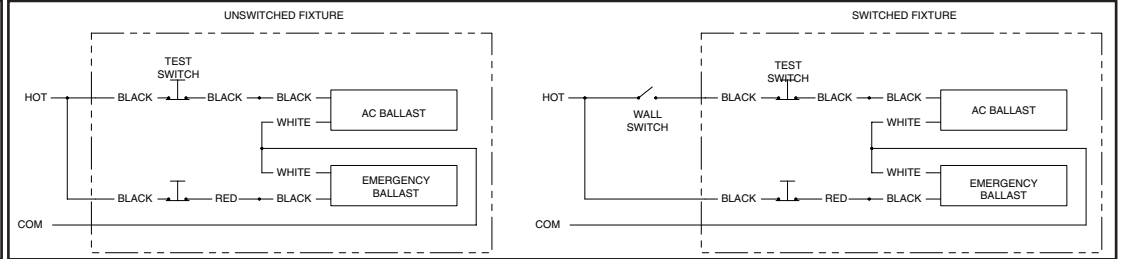 UNSWITCHED FIXTURE
TEST
SWITCH
HOT BLACK BLACK BLACK AC BALLAST
WHITE
WHITE
EMERGENCY
BALLAST
BLACK RED BLACK
COM
SWITCHED FIXTURE
TEST
SWITCH
HOT BLACK BLACK BLACK AC BALLAST
WALL
SWITCH
WHITE
WHITE
EMERGENCY
BALLAST
BLACK RED BLACK
COM